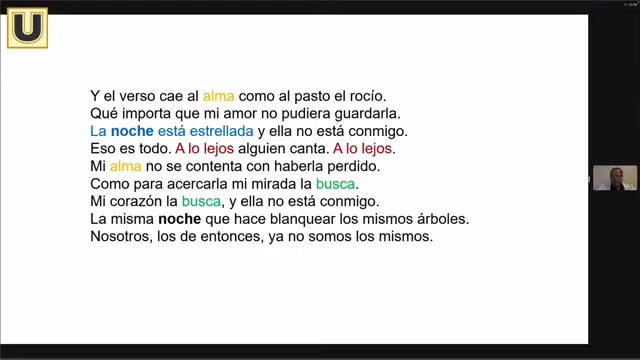 U
Y el verso cae al alma como al pasto el rocío.
Qué importa que mi amor no pudiera guardarla.
La noche está estrellada y ella no está conmigo.
Eso es todo. A lo lejos alguien canta. A lo lejos.
Mi alma no se contenta con haberla perdido.
Como para acercarla mi mirada la busca.
Mi corazón la busca, y ella no está conmigo.
La misma noche que hace blanquear los mismos árboles.
Nosotros, los de entonces, ya no somos los mismos.